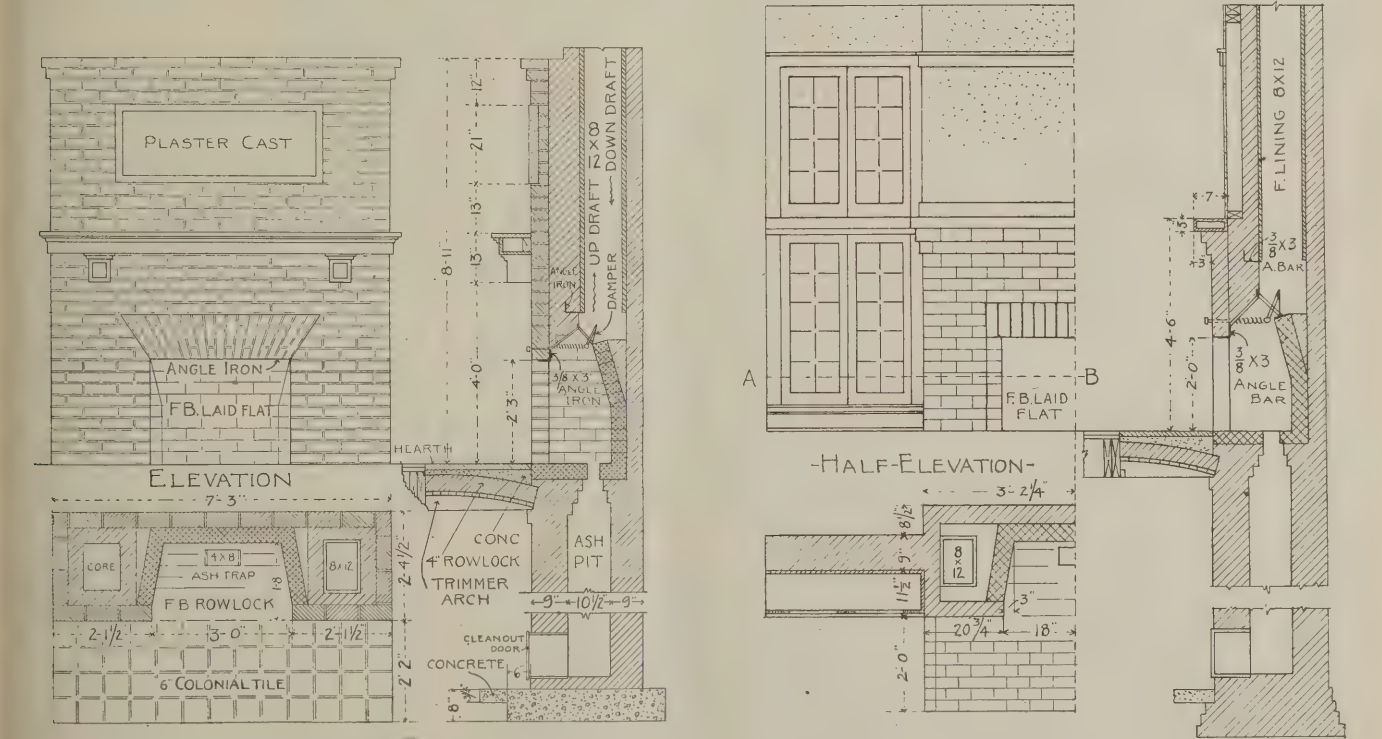 PLASTER CAST
ANGLE IRON
F.B. LAID FLAT
ELEVATION
7'-3"
CORE
4X8
ASH TRAP
8X12
1'-8"
F B ROWLOCK
2'-4½"
2'-1½"
3'-0"
2'-1½"
6" COLONIAL TILE
2'2"
12"
21"
13"
13"
8'-11"
4'-0"
2'3"
UP DRAFT
8
X
12
DOWN DRAFT
DAMPER
ANGLE
IRON
3/8 X 3"
ANGLE
IRON
HEARTH
CONC
4" ROWLOCK
TRIMMER
ARCH
ASH
PIT
9"
10½"
9"
CLEANOUT
DOOR
CONCRETE
6"
8"
A
B
F.B. LAID
FLAT
-HALF-ELEVATION-
3'-2¼"
8½"
9"
11½"
8
X
12
3"
20¾"
18"
2'-0"
F. LINING 8X12
7"
3"
3
3/8 X 3
A. BAR
4'-6"
2'-0"
3/8 X 3
ANGLE
BAR